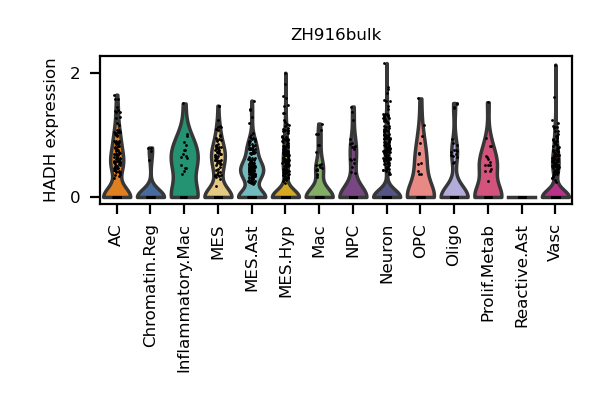 ZH916bulk
HADH expression
2
0
AC
Chromatin.Reg
Inflammatory.Mac
MES
MES.Ast
MES.Hyp
Mac
NPC
Neuron
OPC
Oligo
Prolif.Metab
Reactive.Ast
Vasc